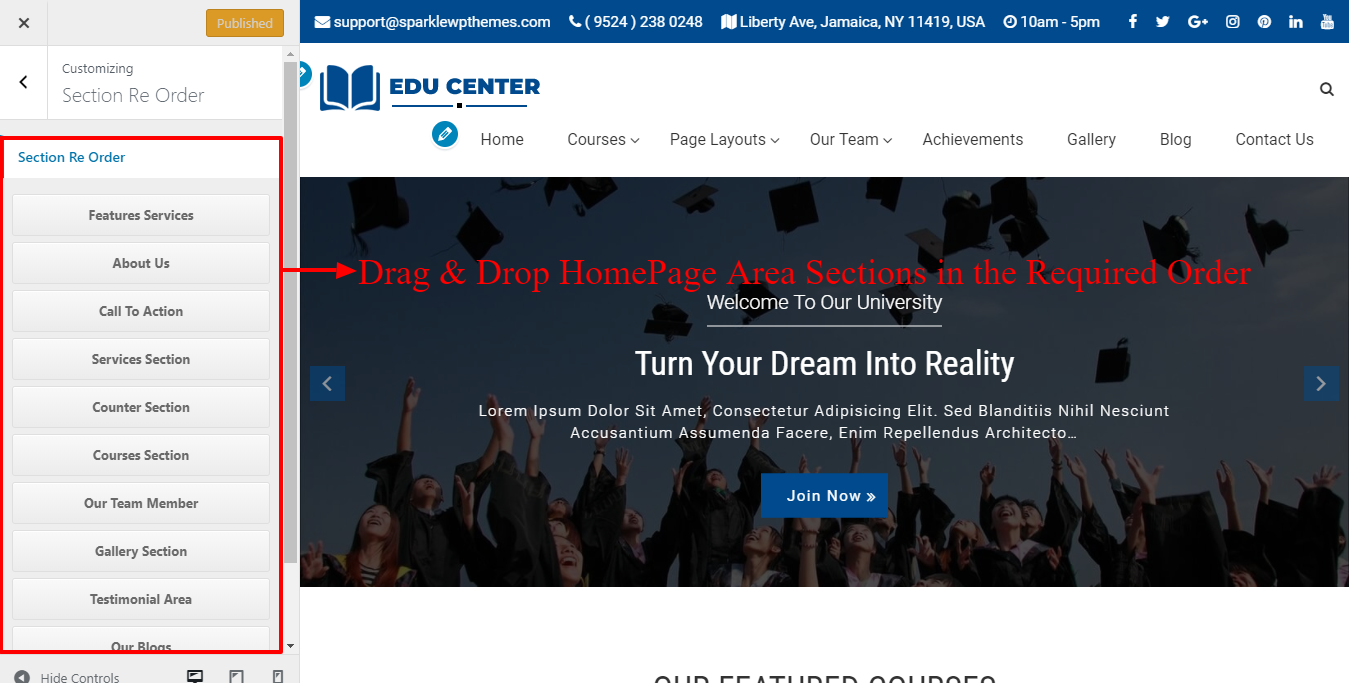 Published
Customizing
Section Re Order
Section Re Order
Features Services
About Us
Call To Action
Services Section
Counter Section
Courses Section
Our Team Member
Gallery Section
Testimonial Area
Our Blogs
Hide Controls
support@sparklewpthemes.com ( 9524 ) 238 0248 Liberty Ave, Jamaica, NY 11419, USA 10am - 5pm
EDU CENTER
Home Courses Page Layouts Our Team Achievements Gallery Blog Contact Us
Drag & Drop HomePage Area Sections in the Required Order
Welcome To Our University
Turn Your Dream Into Reality
Lorem Ipsum Dolor Sit Amet, Consectetur Adipisicing Elit. Sed Blanditiis Nihil Nesciunt
Accusantium Assumenda Facere, Enim Repellendus Architecto…
Join Now »
OUR FEATURED COURSES